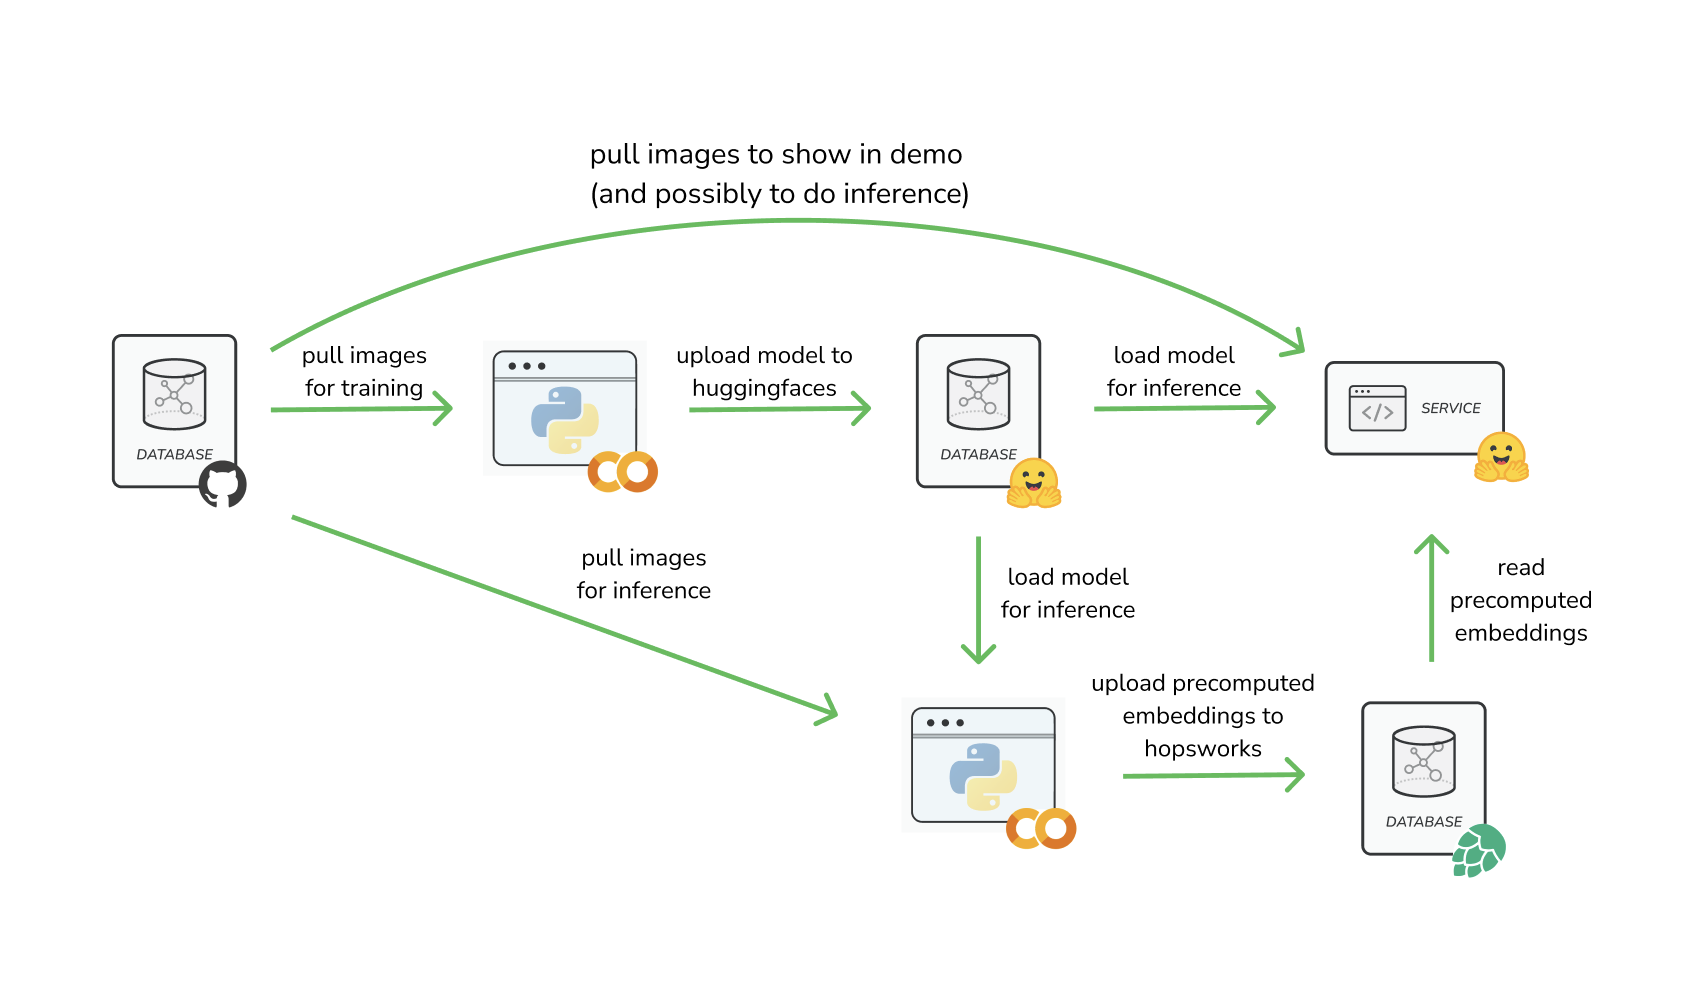 pull images to show in demo
(and possibly to do inference)
pull images
for training
upload model to
huggingfaces
load model
for inference
DATABASE
DATABASE
SERVICE
pull images
for inference
load model
for inference
read
precomputed
embeddings
upload precomputed
embeddings to
hopsworks
DATABASE